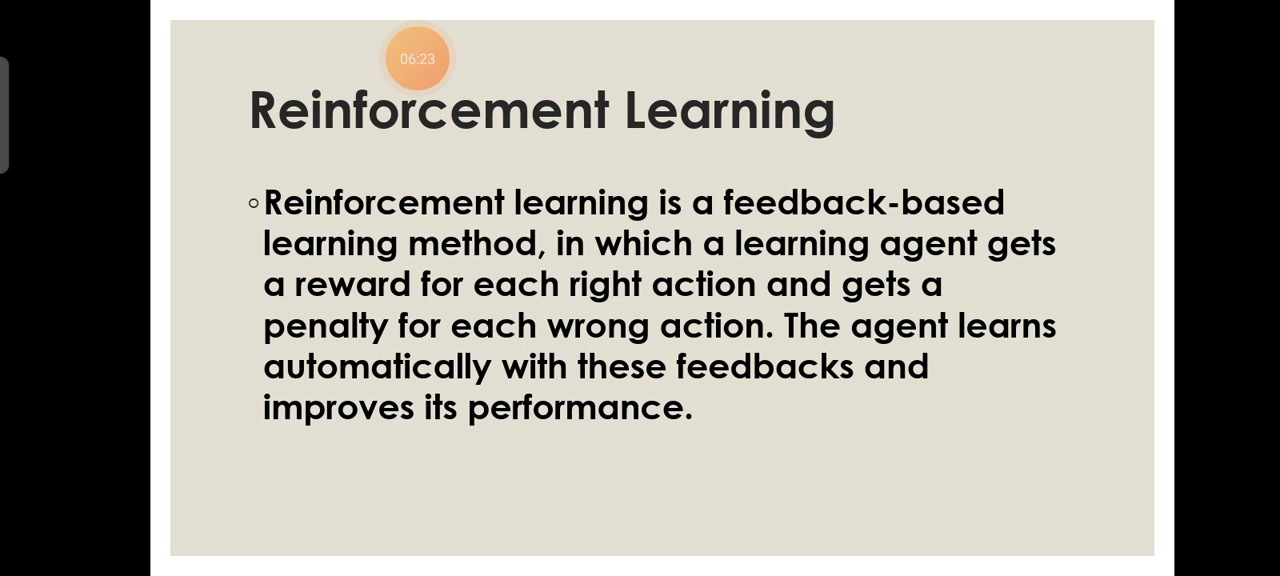 06:23
Reinforcement Learning
◦Reinforcement learning is a feedback-based
learning method, in which a learning agent gets
a reward for each right action and gets a
penalty for each wrong action. The agent learns
automatically with these feedbacks and
improves its performance.